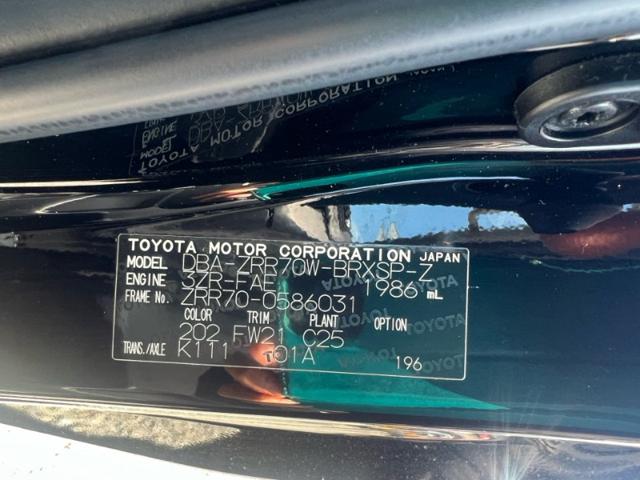 TOYOTA MOTOR CORPORATION JAPAN
MODEL DBA-ZRR70W-BRXSP-Z
ENGINE 3ZR-FAE 1986 mL
FRAME No. ZRR70-0586031
COLOR TRIM PLANT OPTION
202 FW21 C25
TRANS./AXLE K111 01A 196